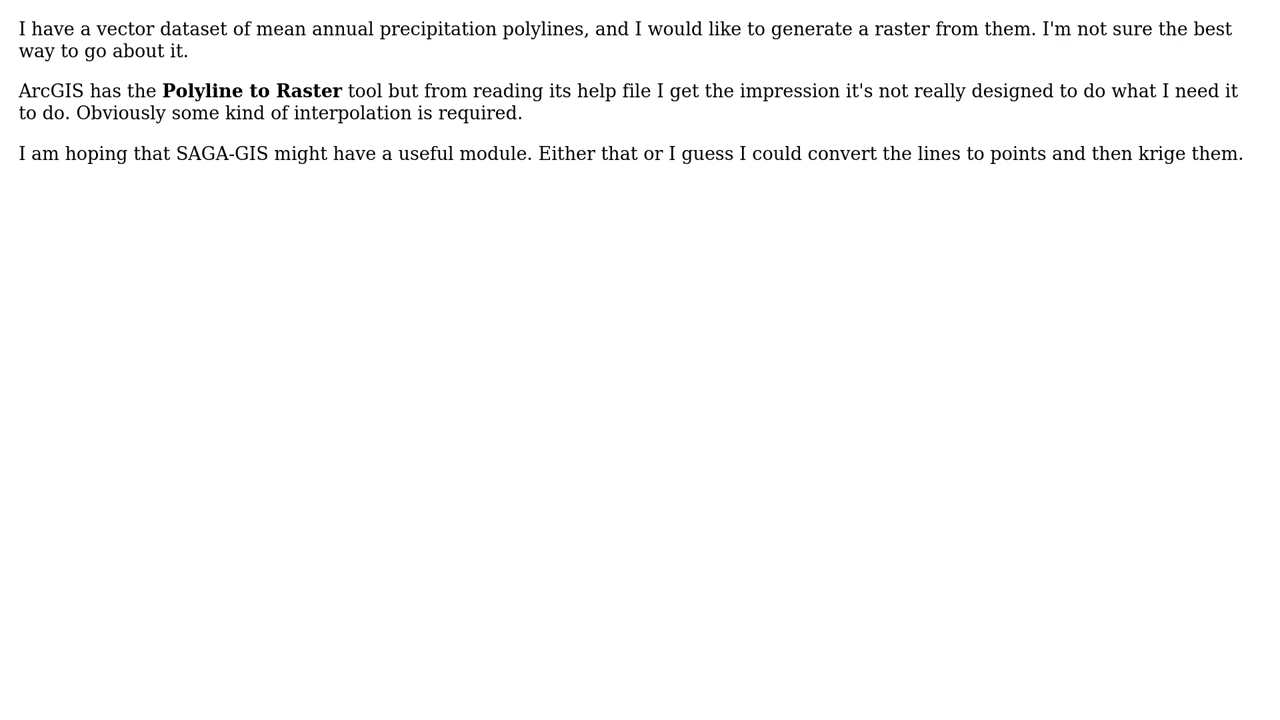 I have a vector dataset of mean annual precipitation polylines, and I would like to generate a raster from them. I'm not sure the best
way to go about it.
ArcGIS has the Polyline to Raster tool but from reading its help file I get the impression it's not really designed to do what I need it
to do. Obviously some kind of interpolation is required.
I am hoping that SAGA-GIS might have a useful module. Either that or I guess I could convert the lines to points and then krige them.